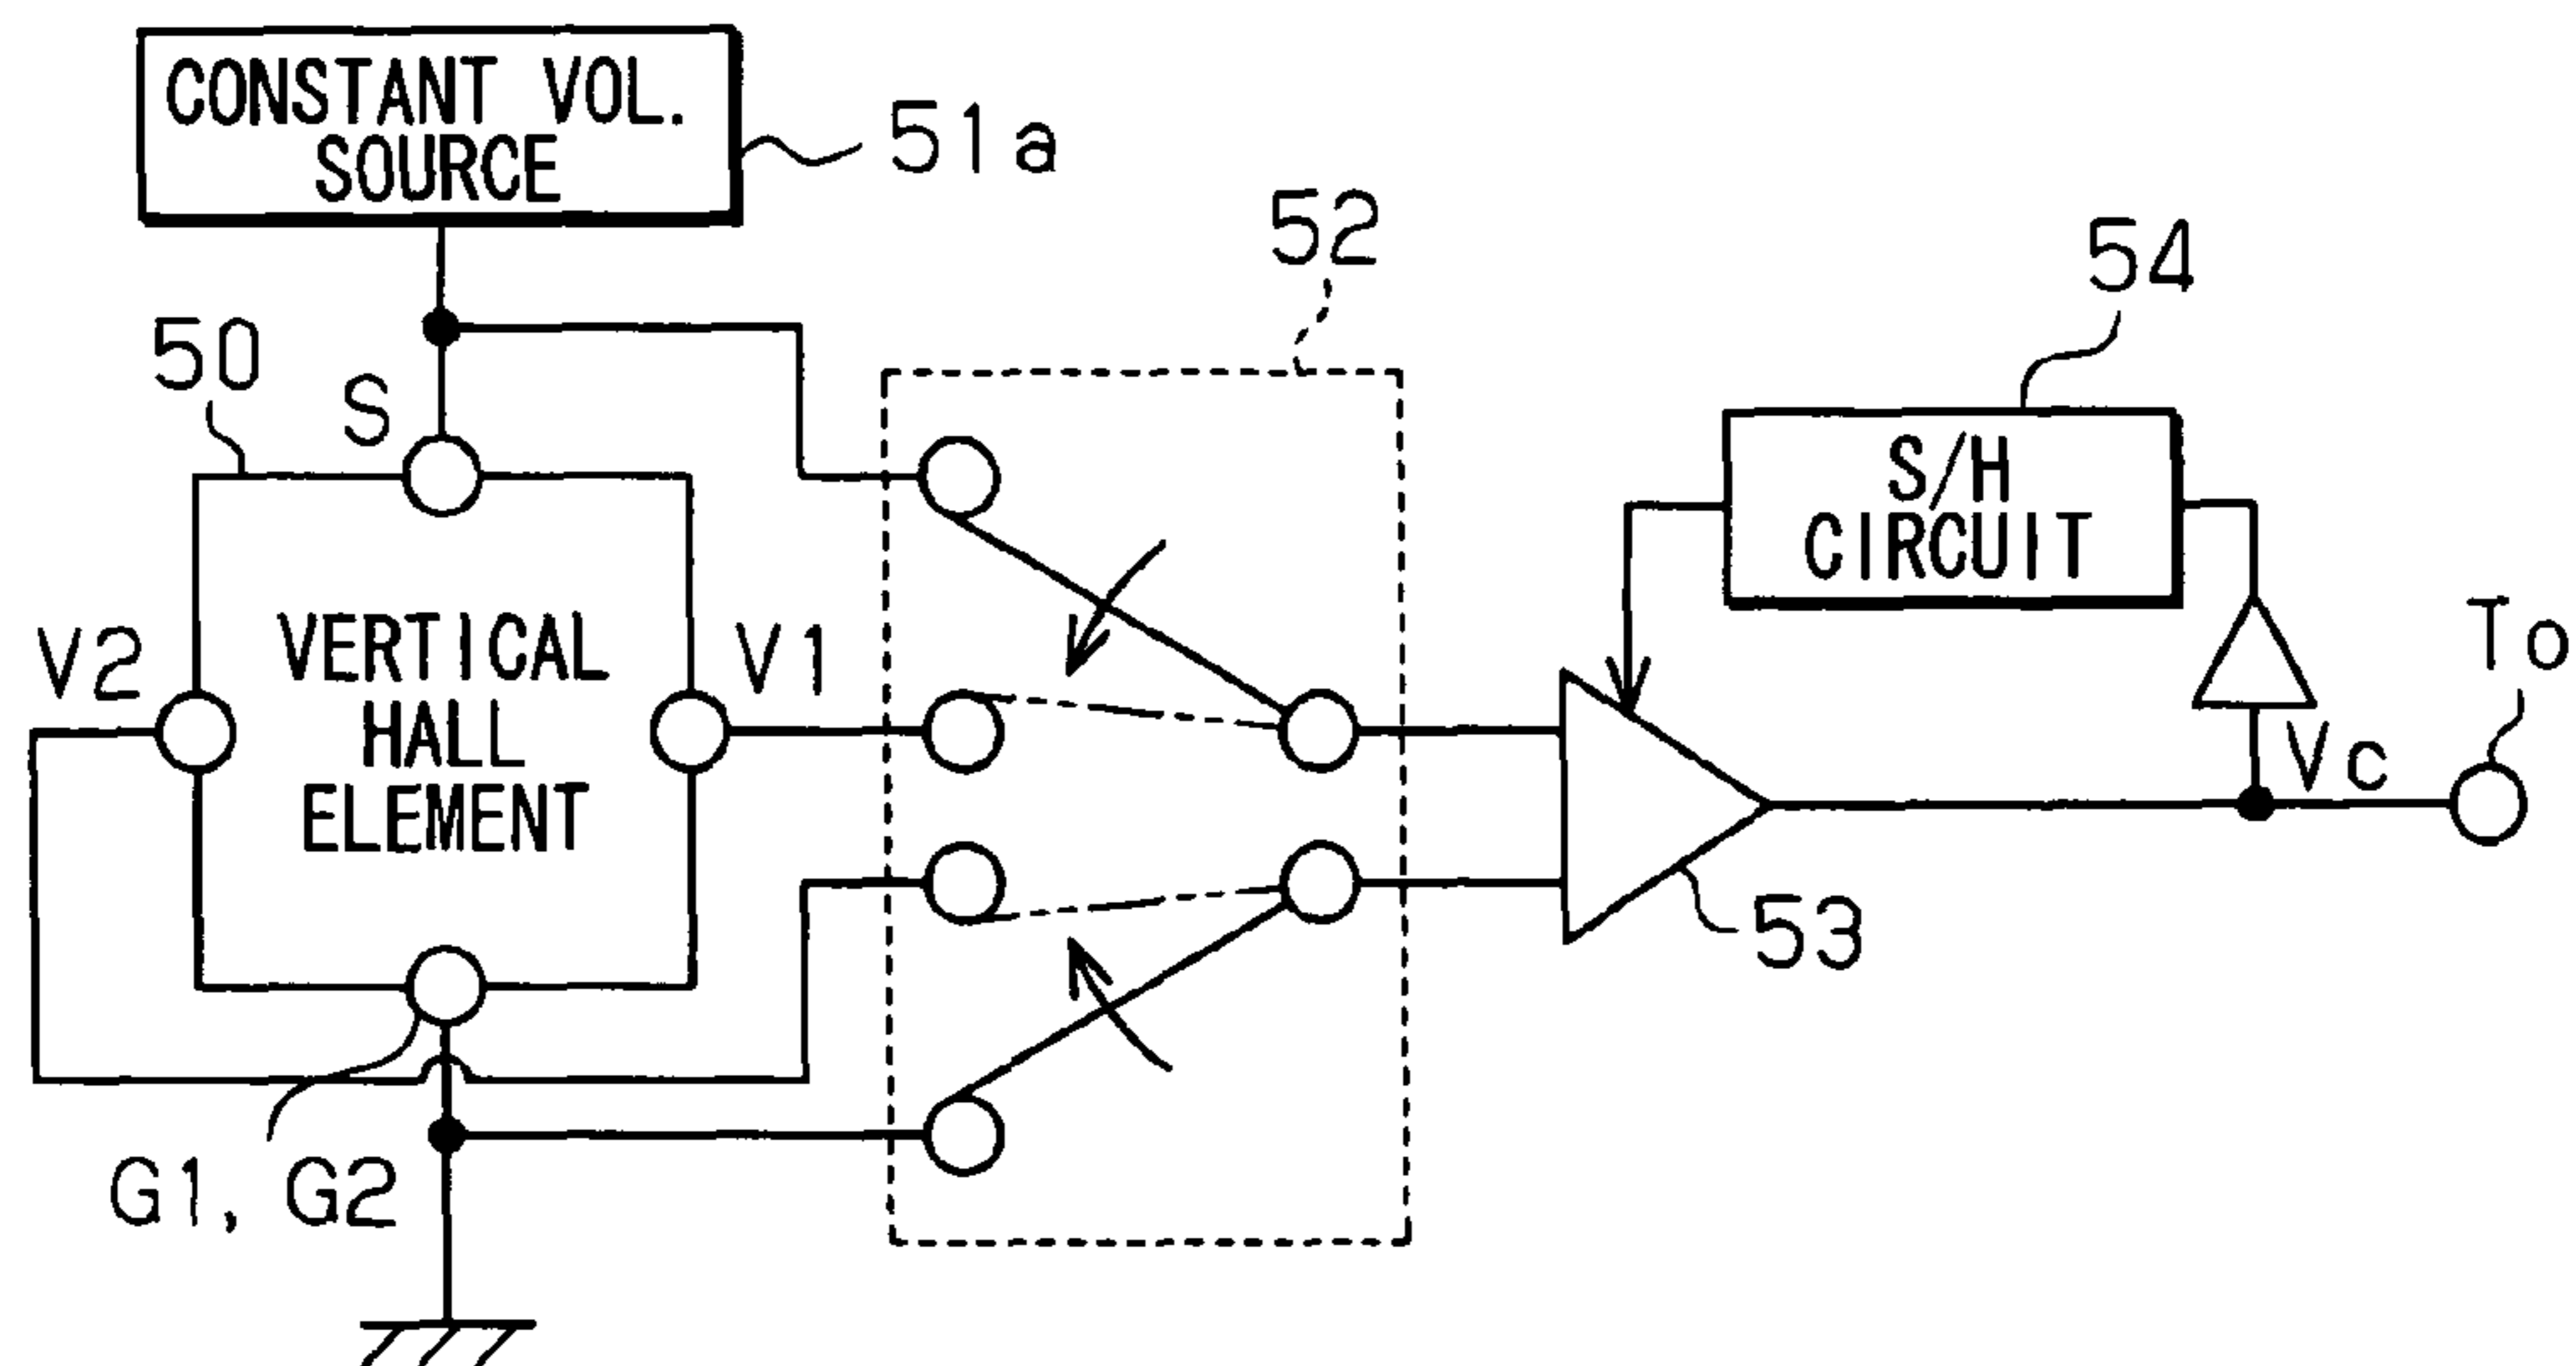 CONSTANT VOL.
SOURCE
51a
52
54
50
S
S/H
CIRCUIT
V2
VERTICAL
HALL
ELEMENT
V1
To
Vc
53
G1, G2